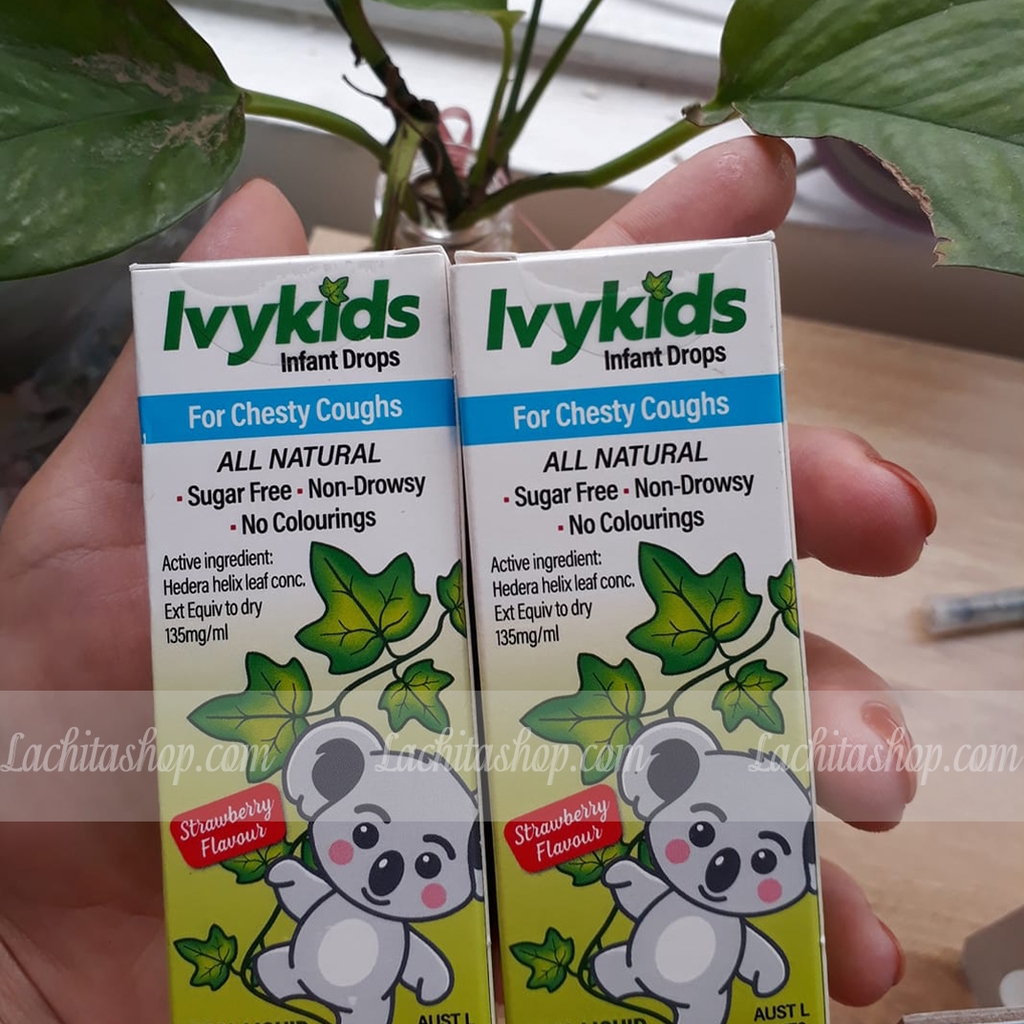 Ivykids
Infant Drops
For Chesty Coughs
ALL NATURAL
• Sugar Free • Non-Drowsy
• No Colourings
Active ingredient:
Hedera helix leaf conc.
Ext Equiv to dry
135mg/ml
Strawberry
Flavour
AUST L
Ivykids
Infant Drops
For Chesty Coughs
ALL NATURAL
• Sugar Free • Non-Drowsy
• No Colourings
Active ingredient:
Hedera helix leaf conc.
Ext Equiv to dry
135mg/ml
Strawberry
Flavour
AUST L
Lachitashop.com Lachitashop.com Lachitashop.com